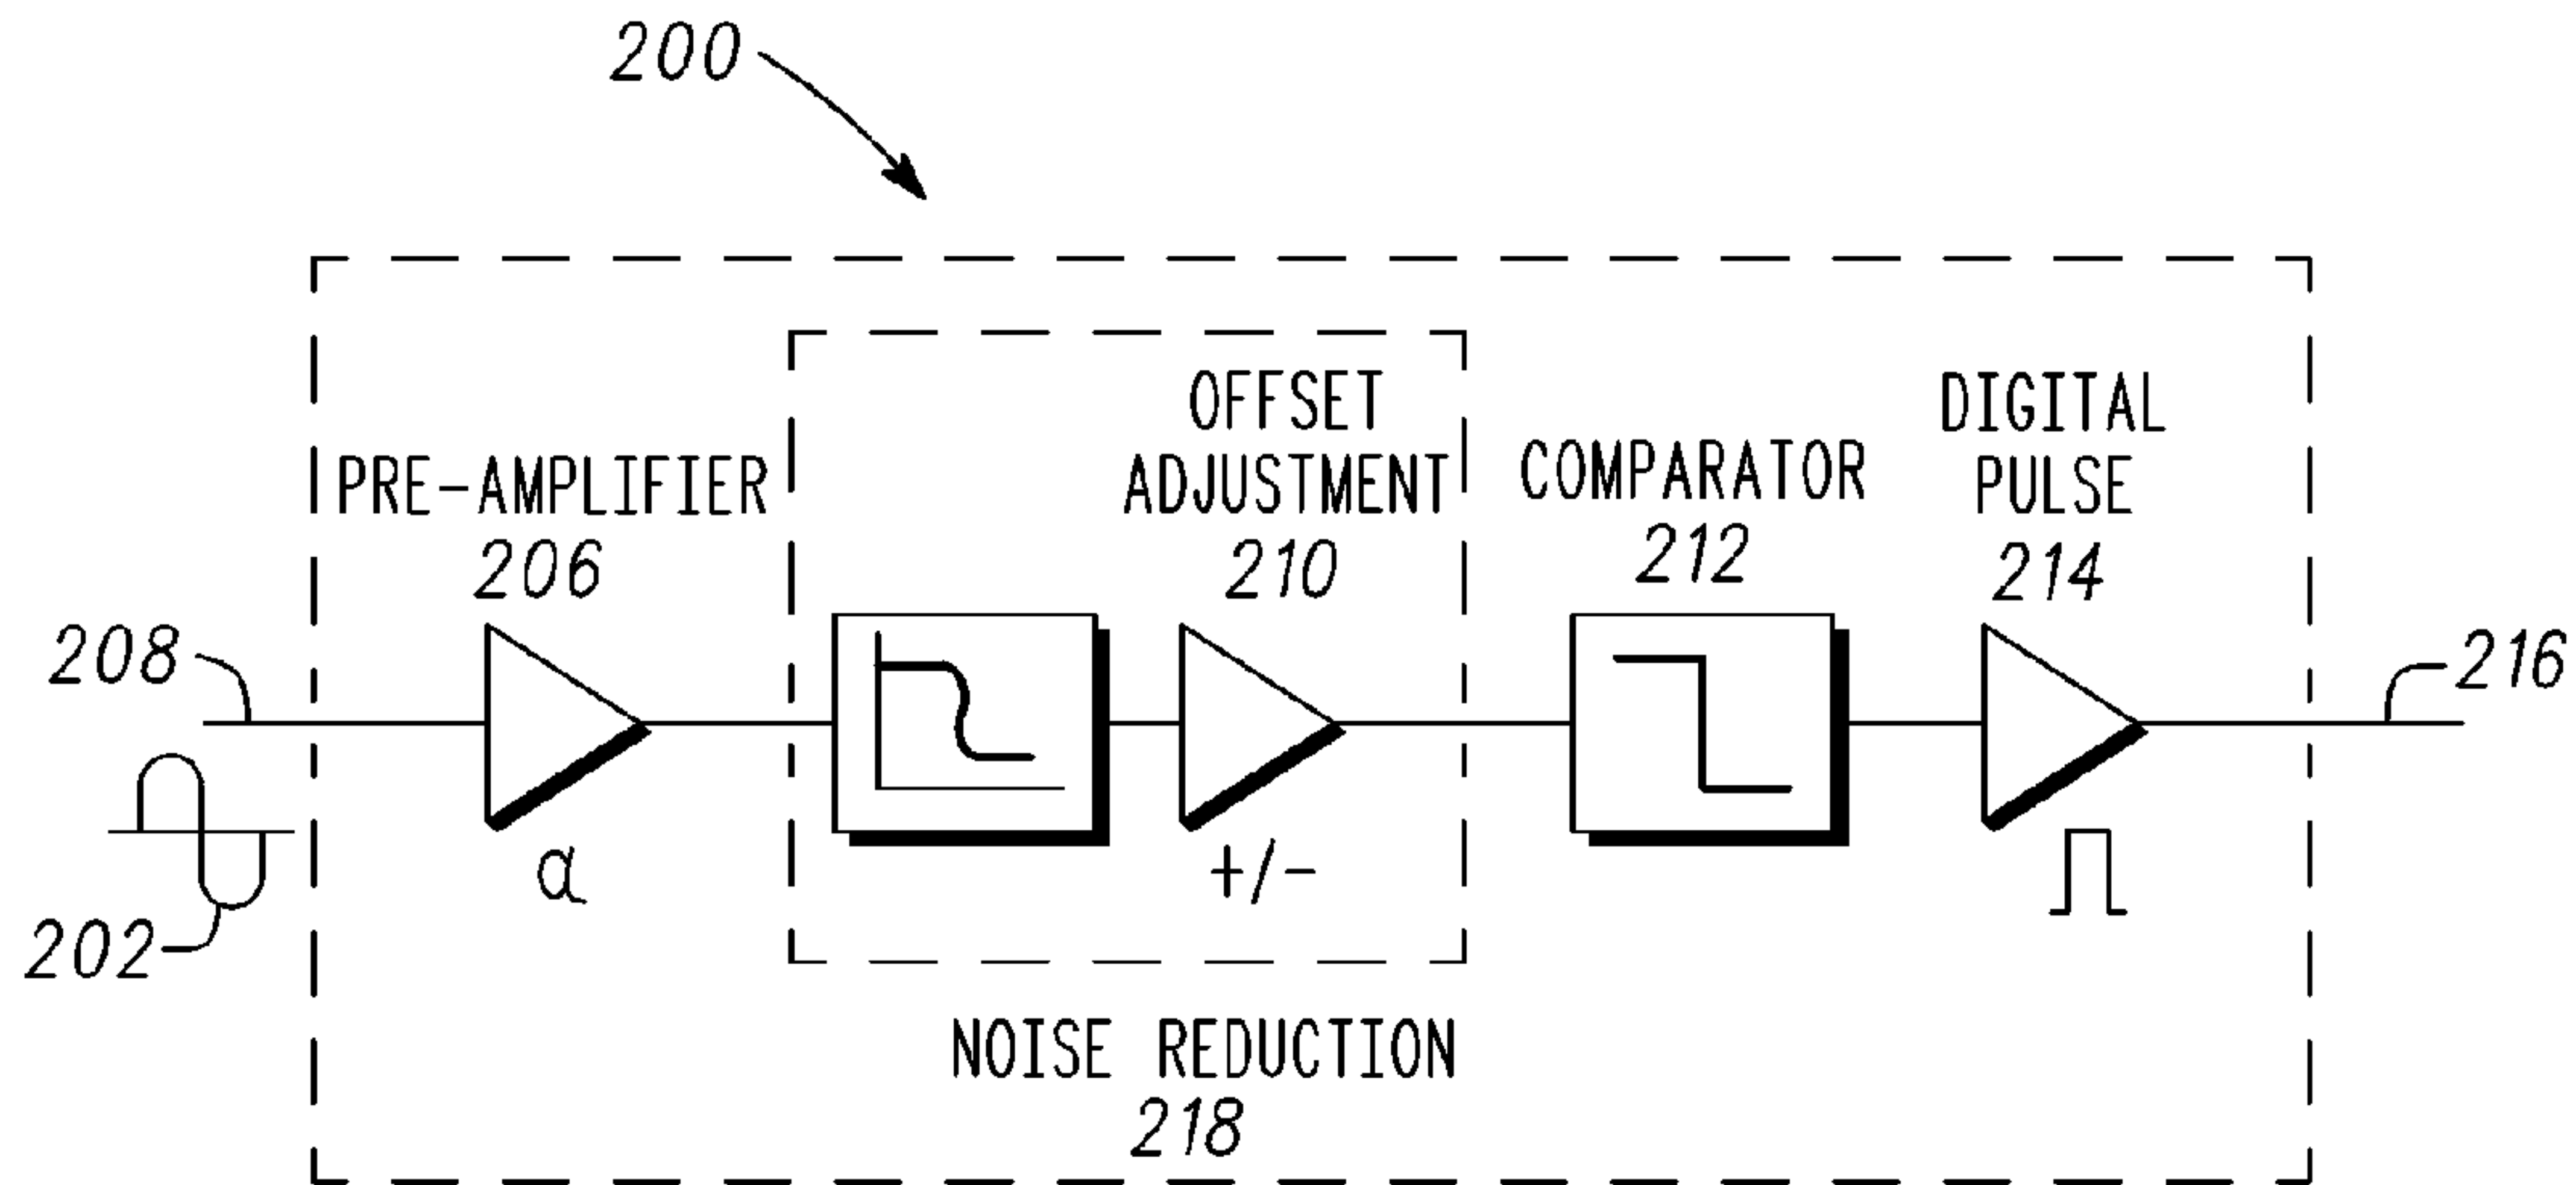 200
OFFSET
ADJUSTMENT
210
DIGITAL
PULSE
214
PRE-AMPLIFIER
206
COMPARATOR
212
208
216
202
α
+/-
NOISE REDUCTION
218